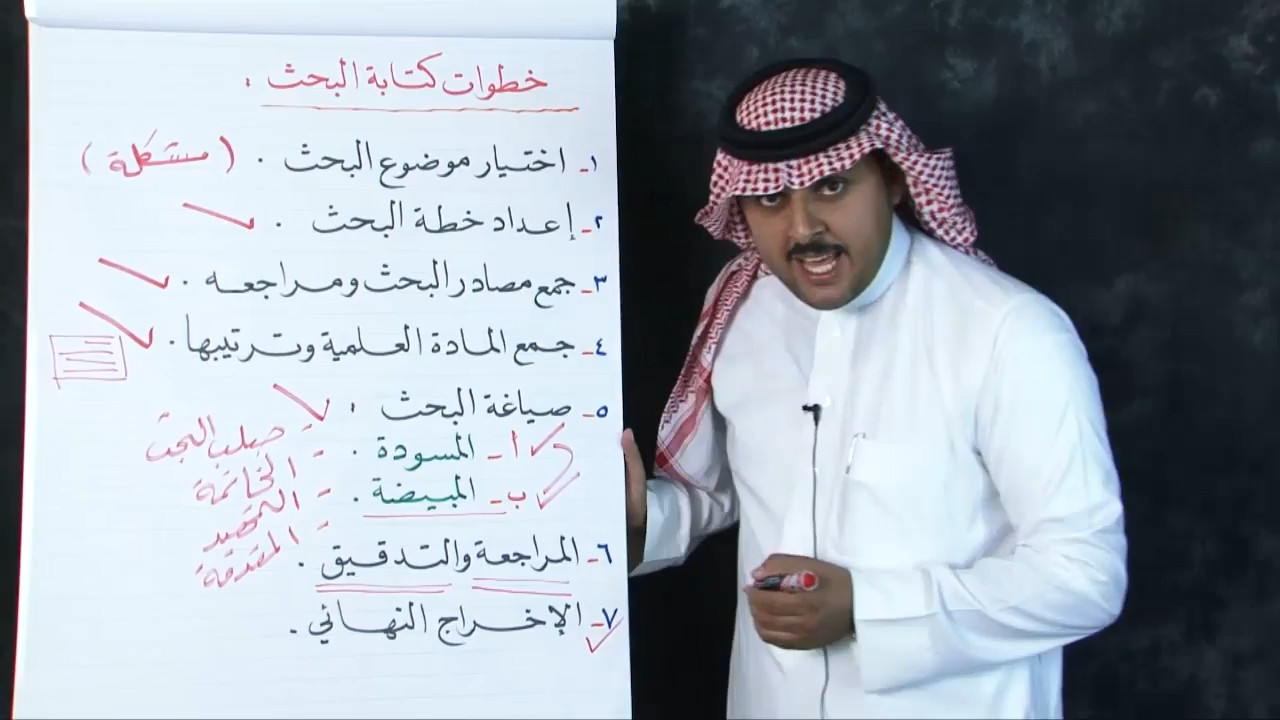 خطوات كتابة البحث :
١- اختيار موضوع البحث . (مشكلة)
٢- إعداد خطة البحث .
٣- جمع مصادر البحث ومراجعه .
٤- جمع المادة العلمية وترتيبها .
٥- صياغة البحث :
أ- المسودة .
ب- المبيضة .
- صلب البحث
- الخاتمة
- التمهيد
- المقدمة
٦- المراجعة والتدقيق .
٧- الإخراج النهائي .